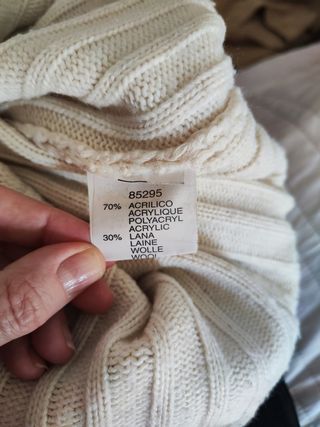 85295
70% ACRILICO
ACRYLIQUE
POLYACRYL
ACRYLIC
30% LANA
LAINE
WOLLE
WOOL